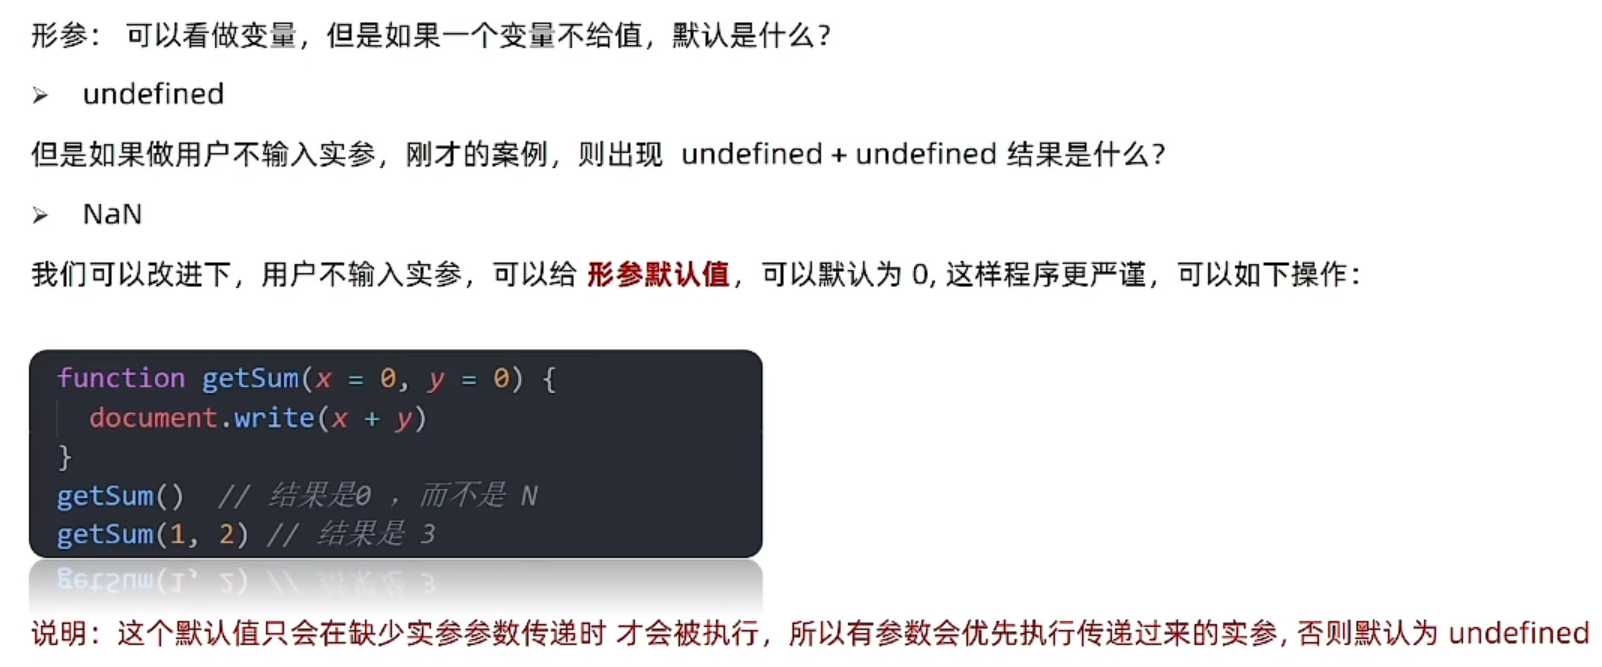 形参： 可以看做变量，但是如果一个变量不给值，默认是什么？
➢ undefined
但是如果做用户不输入实参，刚才的案例，则出现 undefined + undefined 结果是什么？
➢ NaN
我们可以改进下，用户不输入实参，可以给 形参默认值，可以默认为 0, 这样程序更严谨，可以如下操作：
function getSum(x = 0, y = 0) {
  document.write(x + y)
}
getSum()  // 结果是0 ，而不是 N
getSum(1, 2) // 结果是 3
说明：这个默认值只会在缺少实参参数传递时 才会被执行，所以有参数会优先执行传递过来的实参, 否则默认为 undefined